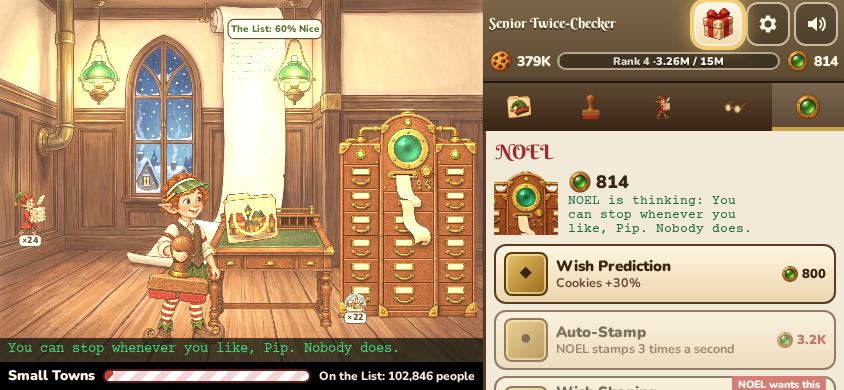 The List: 60% Nice
×24
×22
You can stop whenever you like, Pip. Nobody does.
Small Towns
On the List: 102,846 people
Senior Twice-Checker
379K
Rank 4 ·3.26M / 15M
814
NOEL
814
NOEL is thinking: You
can stop whenever you
like, Pip. Nobody does.
Wish Prediction
Cookies +30%
800
Auto-Stamp
NOEL stamps 3 times a second
3.2K
NOEL wants this